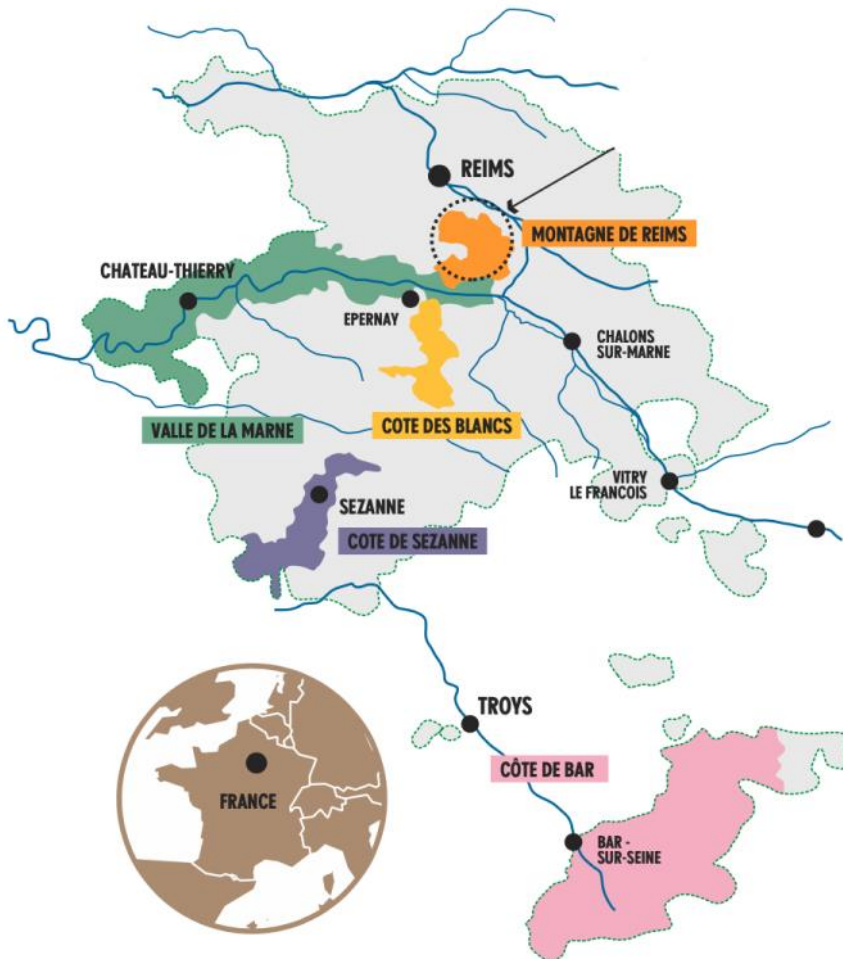 REIMS
MONTAGNE DE REIMS
CHATEAU-THIERRY
EPERNAY
CHALONS
SUR-MARNE
VALLE DE LA MARNE
COTE DES BLANCS
VITRY
LE FRANCOIS
SEZANNE
COTE DE SEZANNE
TROYS
CÔTE DE BAR
FRANCE
BAR -
SUR-SEINE